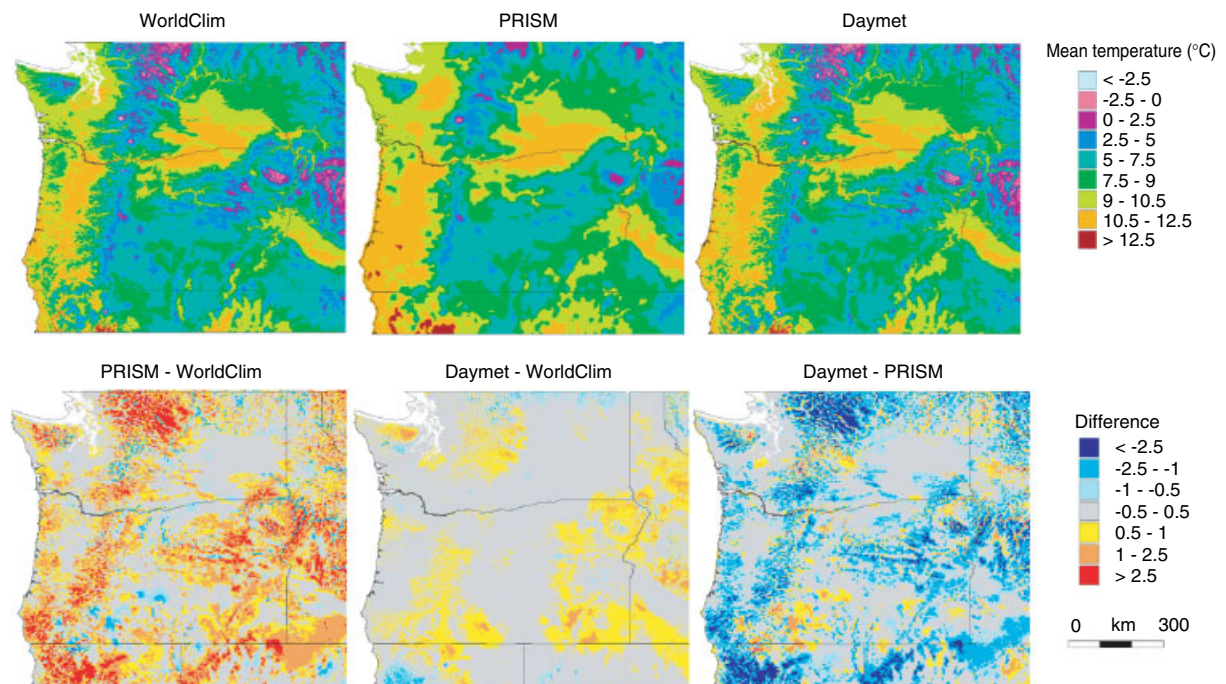 WorldClim
PRISM
Daymet
Mean temperature (°C)
< -2.5
-2.5 - 0
0 - 2.5
2.5 - 5
5 - 7.5
7.5 - 9
9 - 10.5
10.5 - 12.5
> 12.5
PRISM - WorldClim
Daymet - WorldClim
Daymet - PRISM
Difference
< -2.5
-2.5 - -1
-1 - -0.5
-0.5 - 0.5
0.5 - 1
1 - 2.5
> 2.5
0 km 300